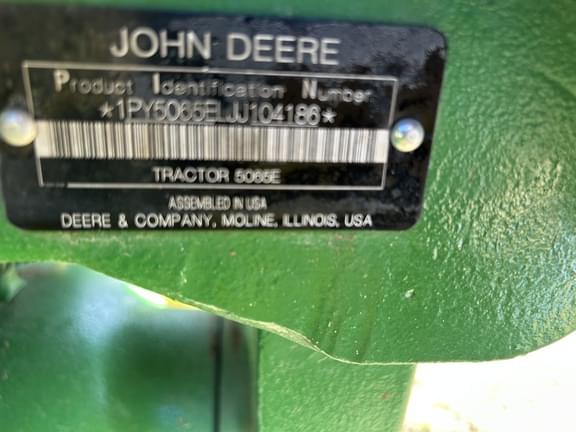 JOHN DEERE
Product Identification Number
*1PY5065ELJJ104186*
TRACTOR 5065E
ASSEMBLED IN USA
DEERE & COMPANY, MOLINE, ILLINOIS, USA